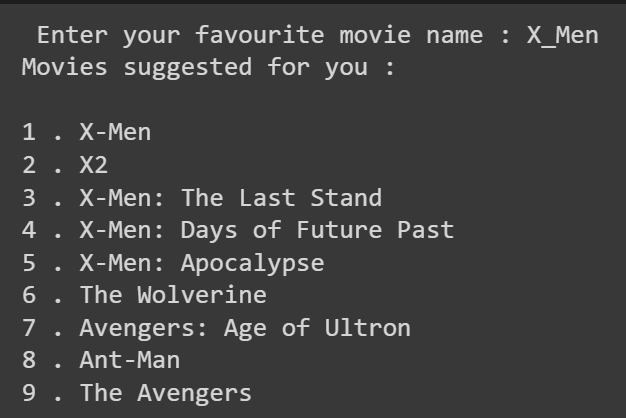 Enter your favourite movie name : X_Men
Movies suggested for you :
1 . X-Men
2 . X2
3 . X-Men: The Last Stand
4 . X-Men: Days of Future Past
5 . X-Men: Apocalypse
6 . The Wolverine
7 . Avengers: Age of Ultron
8 . Ant-Man
9 . The Avengers